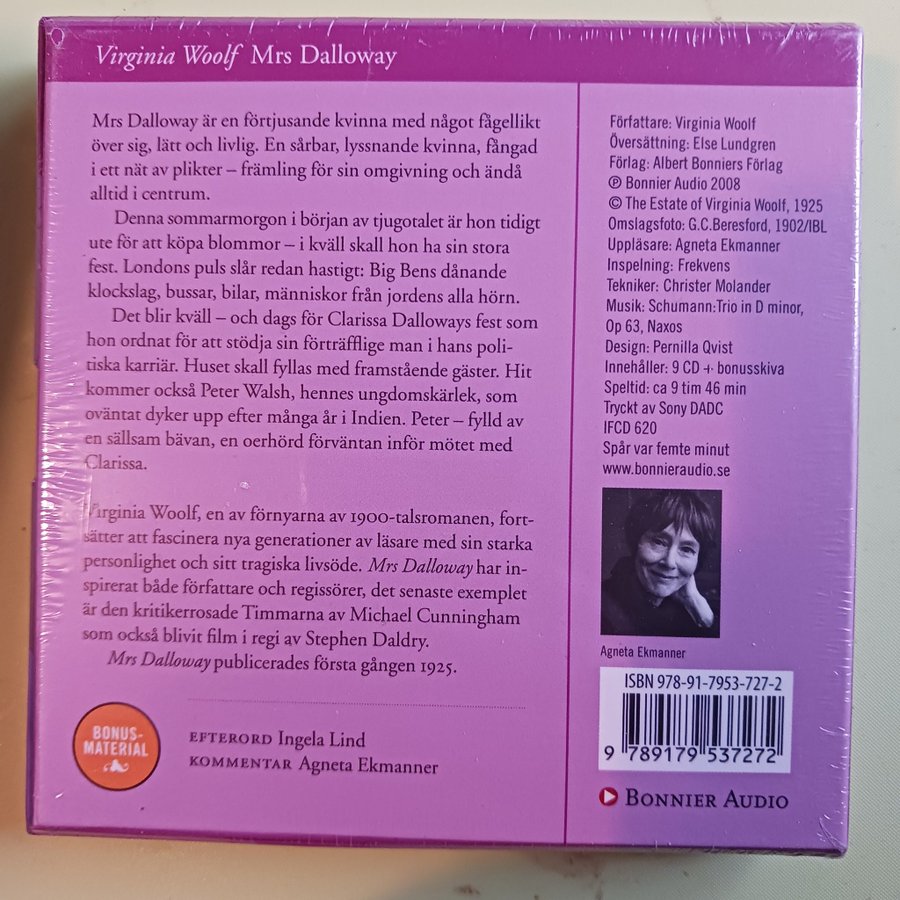 Virginia Woolf Mrs Dalloway
Mrs Dalloway är en förtjusande kvinna med något fågellikt
över sig, lätt och livlig. En sårbar, lyssnande kvinna, fångad
i ett nät av plikter – främling för sin omgivning och ändå
alltid i centrum.
Denna sommarmorgon i början av tjugotalet är hon tidigt
ute för att köpa blommor – i kväll skall hon ha sin stora
fest. Londons puls slår redan hastigt: Big Bens dånande
klockslag, bussar, bilar, människor från jordens alla hörn.
Det blir kväll – och dags för Clarissa Dalloways fest som
hon ordnat för att stödja sin förträfflige man i hans poli-
tiska karriär. Huset skall fyllas med framstående gäster. Hit
kommer också Peter Walsh, hennes ungdomskärlek, som
oväntat dyker upp efter många år i Indien. Peter – fylld av
en sällsam bävan, en oerhörd förväntan inför mötet med
Clarissa.
Virginia Woolf, en av förnyarna av 1900-talsromanen, fort-
sätter att fascinera nya generationer av läsare med sin starka
personlighet och sitt tragiska livsöde. Mrs Dalloway har in-
spirerat både författare och regissörer, det senaste exemplet
är den kritikerrosade Timmarna av Michael Cunningham
som också blivit film i regi av Stephen Daldry.
Mrs Dalloway publicerades första gången 1925.
BONUS-
MATERIAL
EFTERORD Ingela Lind
KOMMENTAR Agneta Ekmanner
Författare: Virginia Woolf
Översättning: Else Lundgren
Förlag: Albert Bonniers Förlag
℗ Bonnier Audio 2008
© The Estate of Virginia Woolf, 1925
Omslagsfoto: G.C.Beresford, 1902/IBL
Uppläsare: Agneta Ekmanner
Inspelning: Frekvens
Tekniker: Christer Molander
Musik: Schumann:Trio in D minor,
Op 63, Naxos
Design: Pernilla Qvist
Innehåller: 9 CD + bonusskiva
Speltid: ca 9 tim 46 min
Tryckt av Sony DADC
IFCD 620
Spår var femte minut
www.bonnieraudio.se
Agneta Ekmanner
ISBN 978-91-7953-727-2
9 789179 537272
BONNIER AUDIO